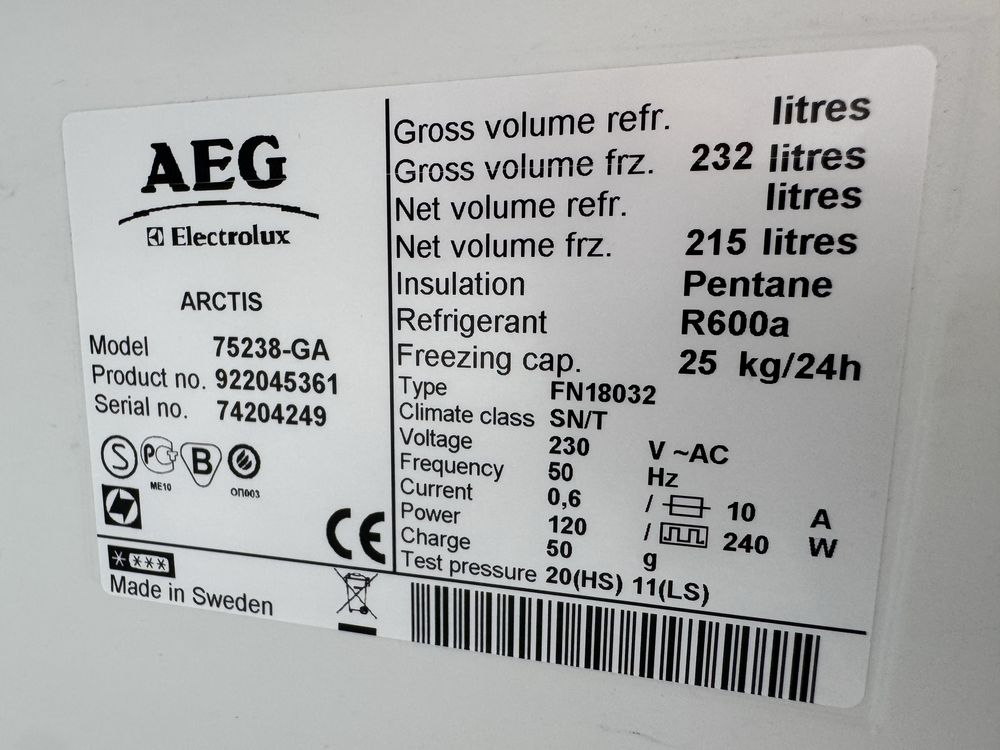 AEG
Electrolux
ARCTIS
Model 75238-GA
Product no. 922045361
Serial no. 74204249
S PC B
ME10 ОП003
CE
Made in Sweden
Gross volume refr. litres
Gross volume frz. 232 litres
Net volume refr. litres
Net volume frz. 215 litres
Insulation Pentane
Refrigerant R600a
Freezing cap. 25 kg/24h
Type FN18032
Climate class SN/T
Voltage 230 V ~AC
Frequency 50 Hz
Current 0,6 / 10 A
Power 120 / 240 W
Charge 50 g
Test pressure 20(HS) 11(LS)